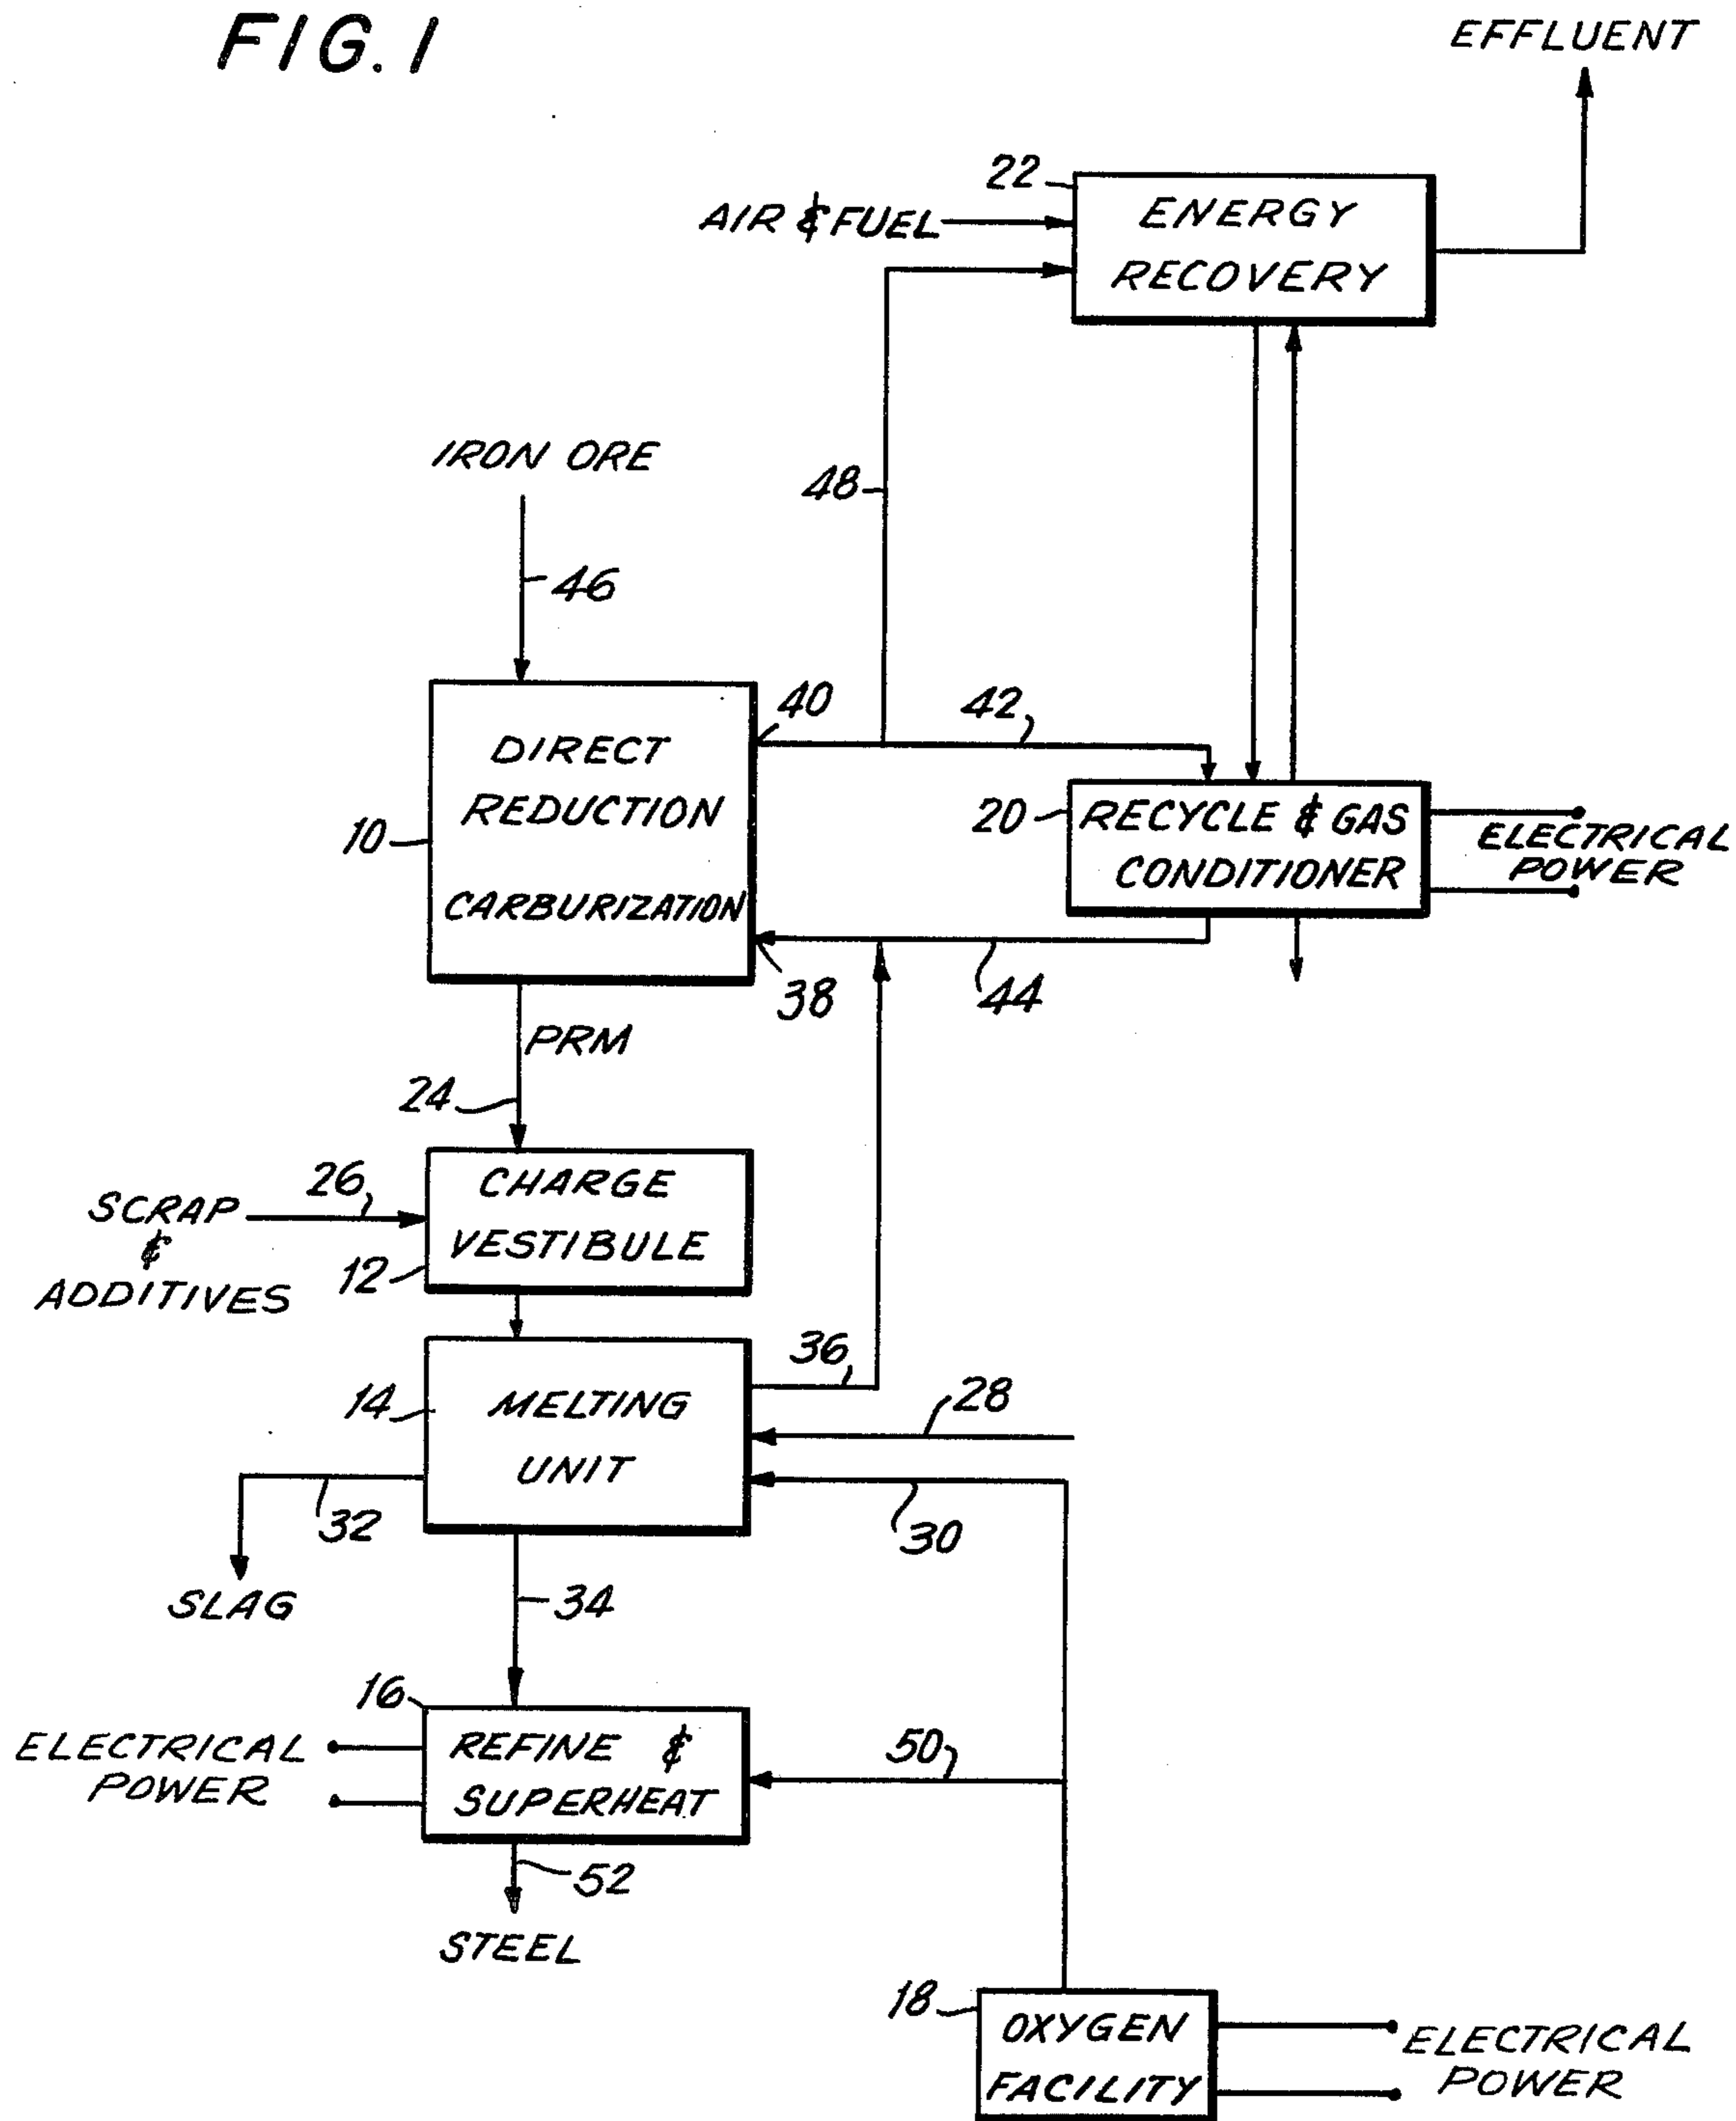 FIG. 1
EFFLUENT
22
AIR & FUEL
ENERGY
RECOVERY
IRON ORE
48
46
40
42
DIRECT
REDUCTION
CARBURIZATION
10
20
RECYCLE & GAS
CONDITIONER
ELECTRICAL
POWER
38
44
PRM
24
26
SCRAP
&
ADDITIVES
CHARGE
VESTIBULE
12
36
14
MELTING
UNIT
28
32
30
SLAG
34
16
ELECTRICAL
POWER
REFINE &
SUPERHEAT
50
52
STEEL
18
OXYGEN
FACILITY
ELECTRICAL
POWER